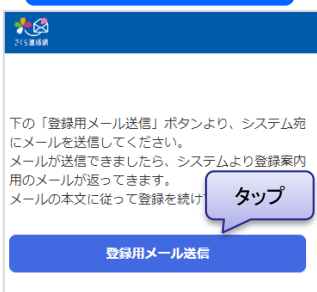 さくら連絡網
下の「登録用メール送信」ボタンより、システム宛
にメールを送信してください。
メールが送信できましたら、システムより登録案内
用のメールが返ってきます。
メールの本文に従って登録を続け
タップ
登録用メール送信